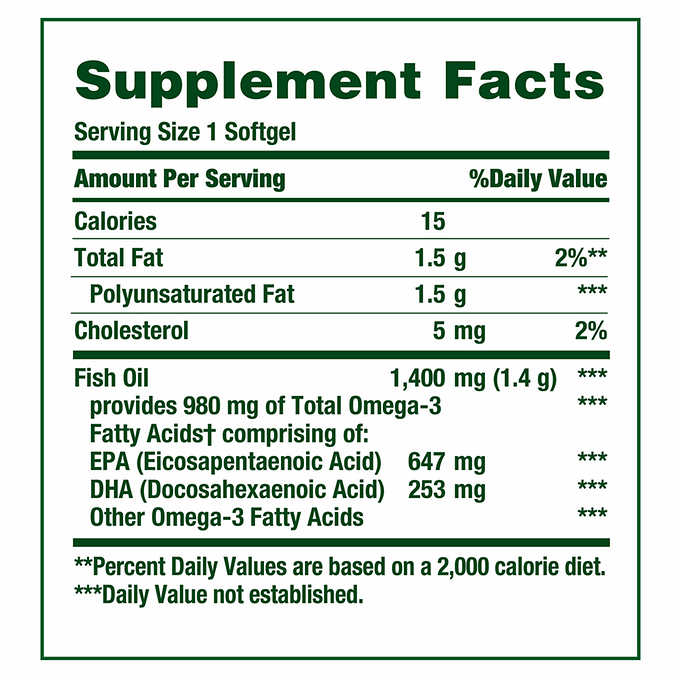 Supplement Facts
Serving Size 1 Softgel
Amount Per Serving %Daily Value
Calories 15
Total Fat 1.5 g 2%**
Polyunsaturated Fat 1.5 g ***
Cholesterol 5 mg 2%
Fish Oil 1,400 mg (1.4 g) ***
provides 980 mg of Total Omega-3 ***
Fatty Acids† comprising of:
EPA (Eicosapentaenoic Acid) 647 mg ***
DHA (Docosahexaenoic Acid) 253 mg ***
Other Omega-3 Fatty Acids ***
**Percent Daily Values are based on a 2,000 calorie diet.
***Daily Value not established.